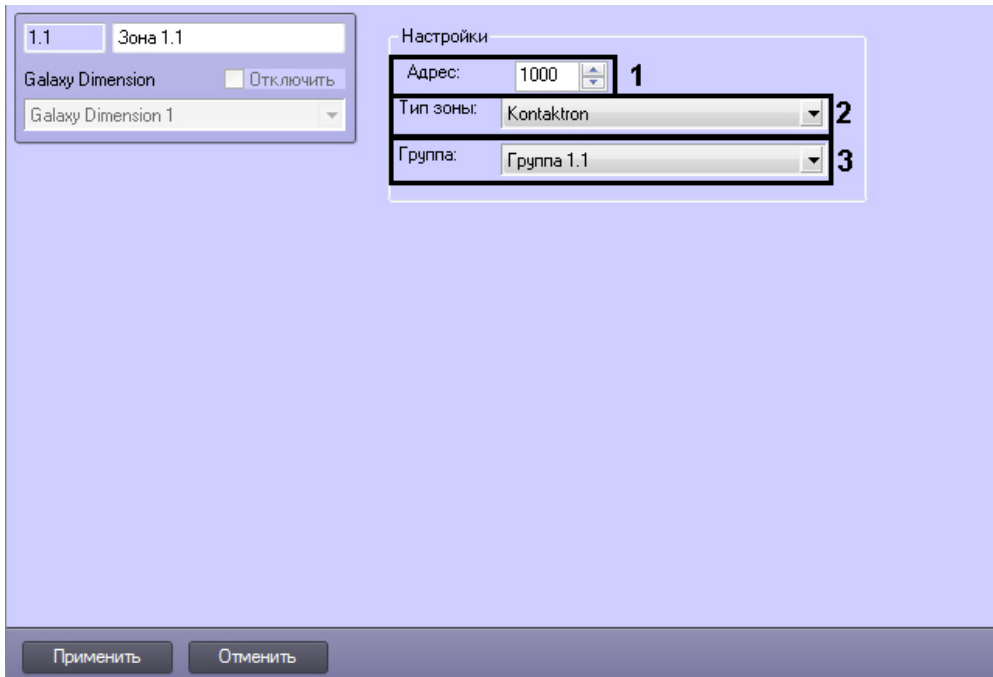 1.1 Зона 1.1
Galaxy Dimension Отключить
Galaxy Dimension 1
Настройки
Адрес: 1000 1
Тип зоны: Kontaktron 2
Группа: Группа 1.1 3
Применить Отменить